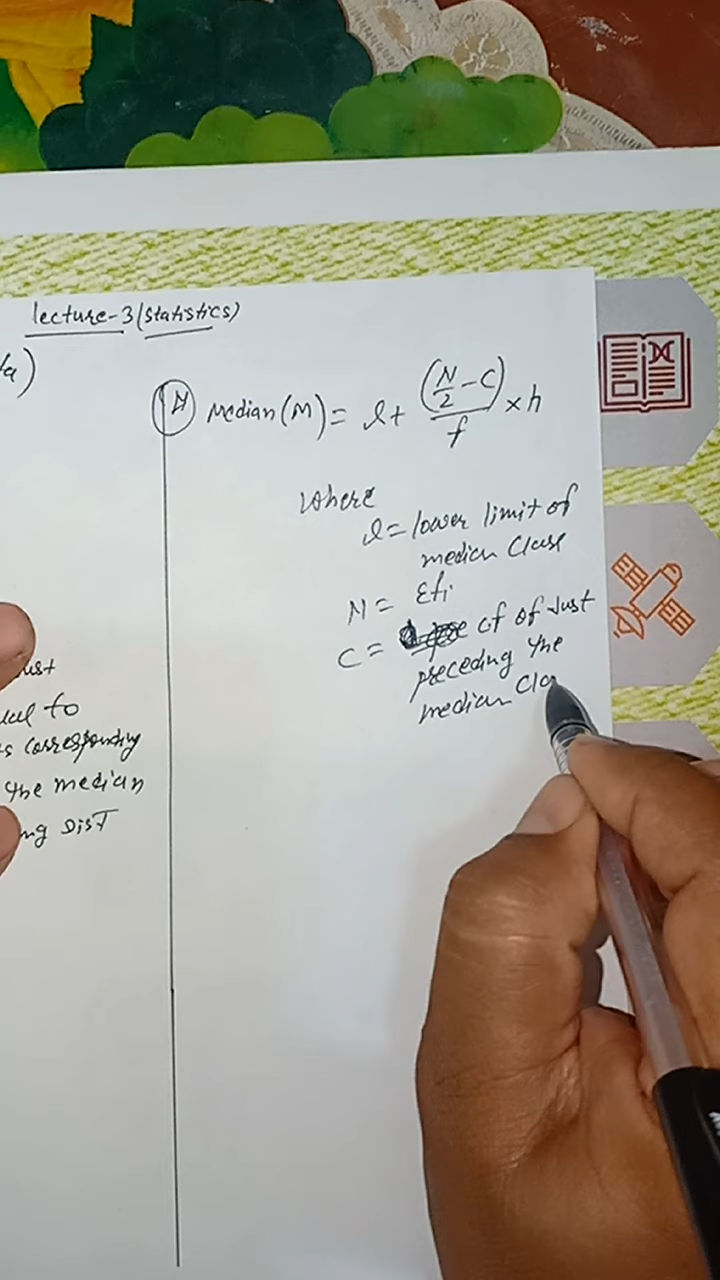 lecture-3 (Statistics)
Median (M) = l + (N/2 - C)/f × h
where
l = lower limit of
median class
N = Σfi
C = cf of Just
preceding the
median cla
ust
ual to
s corresponding
the median
ng DisT